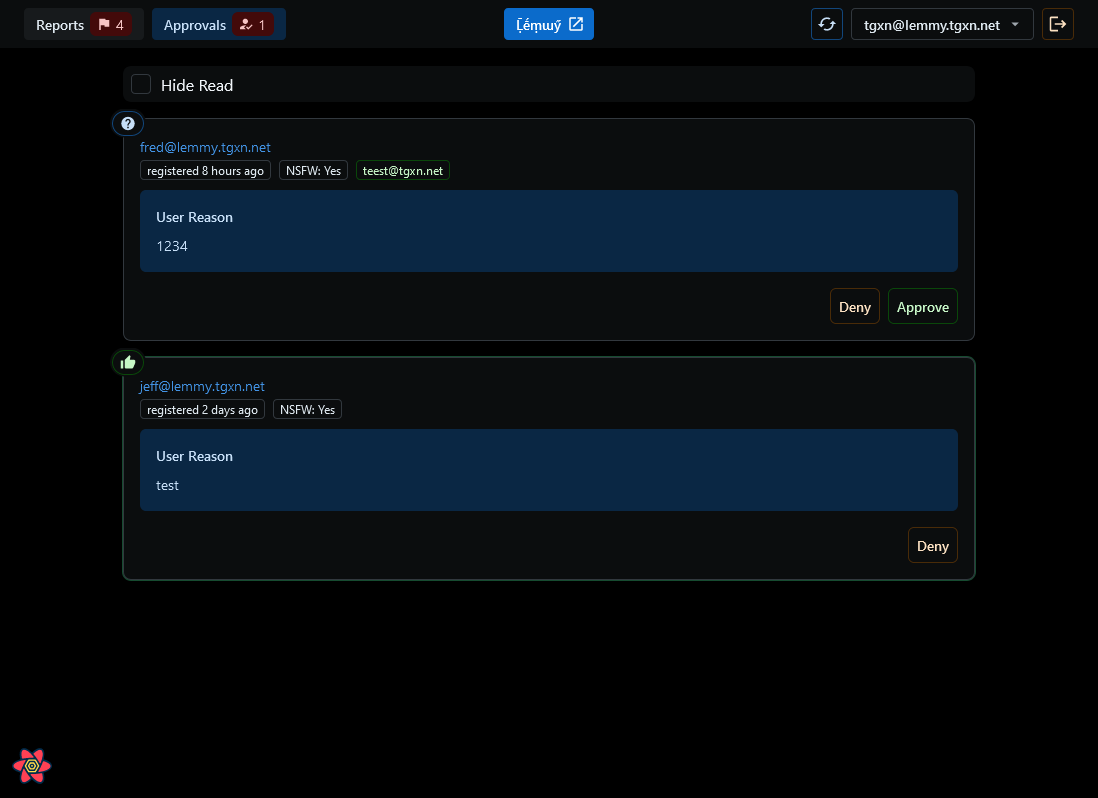 Reports 4
Approvals 1
Ḽḗṃɯẏ
tgxn@lemmy.tgxn.net
Hide Read
fred@lemmy.tgxn.net
registered 8 hours ago NSFW: Yes teest@tgxn.net
User Reason
1234
Deny Approve
jeff@lemmy.tgxn.net
registered 2 days ago NSFW: Yes
User Reason
test
Deny